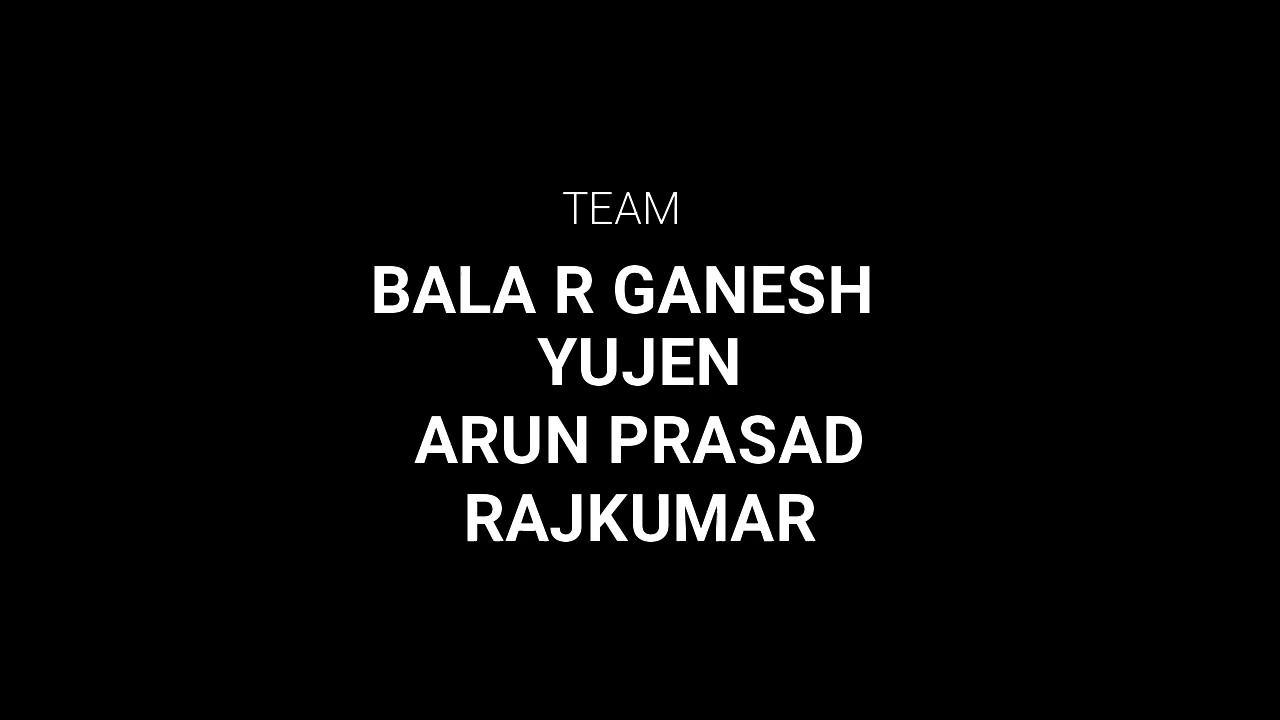 TEAM
BALA R GANESH
YUJEN
ARUN PRASAD
RAJKUMAR